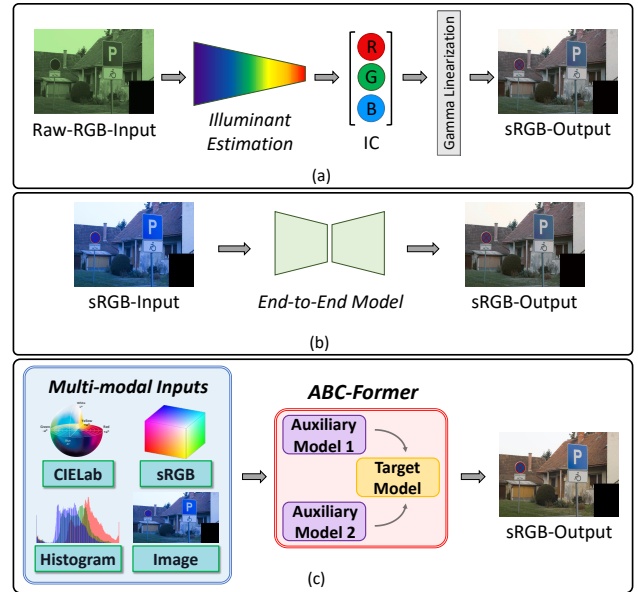 Raw-RGB-Input
Illuminant
Estimation
R
G
B
IC
Gamma Linearization
P
sRGB-Output
(a)
P
sRGB-Input
End-to-End Model
P
sRGB-Output
(b)
Multi-modal Inputs
CIELab
sRGB
Histogram
P
Image
ABC-Former
Auxiliary
Model 1
Target
Model
Auxiliary
Model 2
P
sRGB-Output
(c)